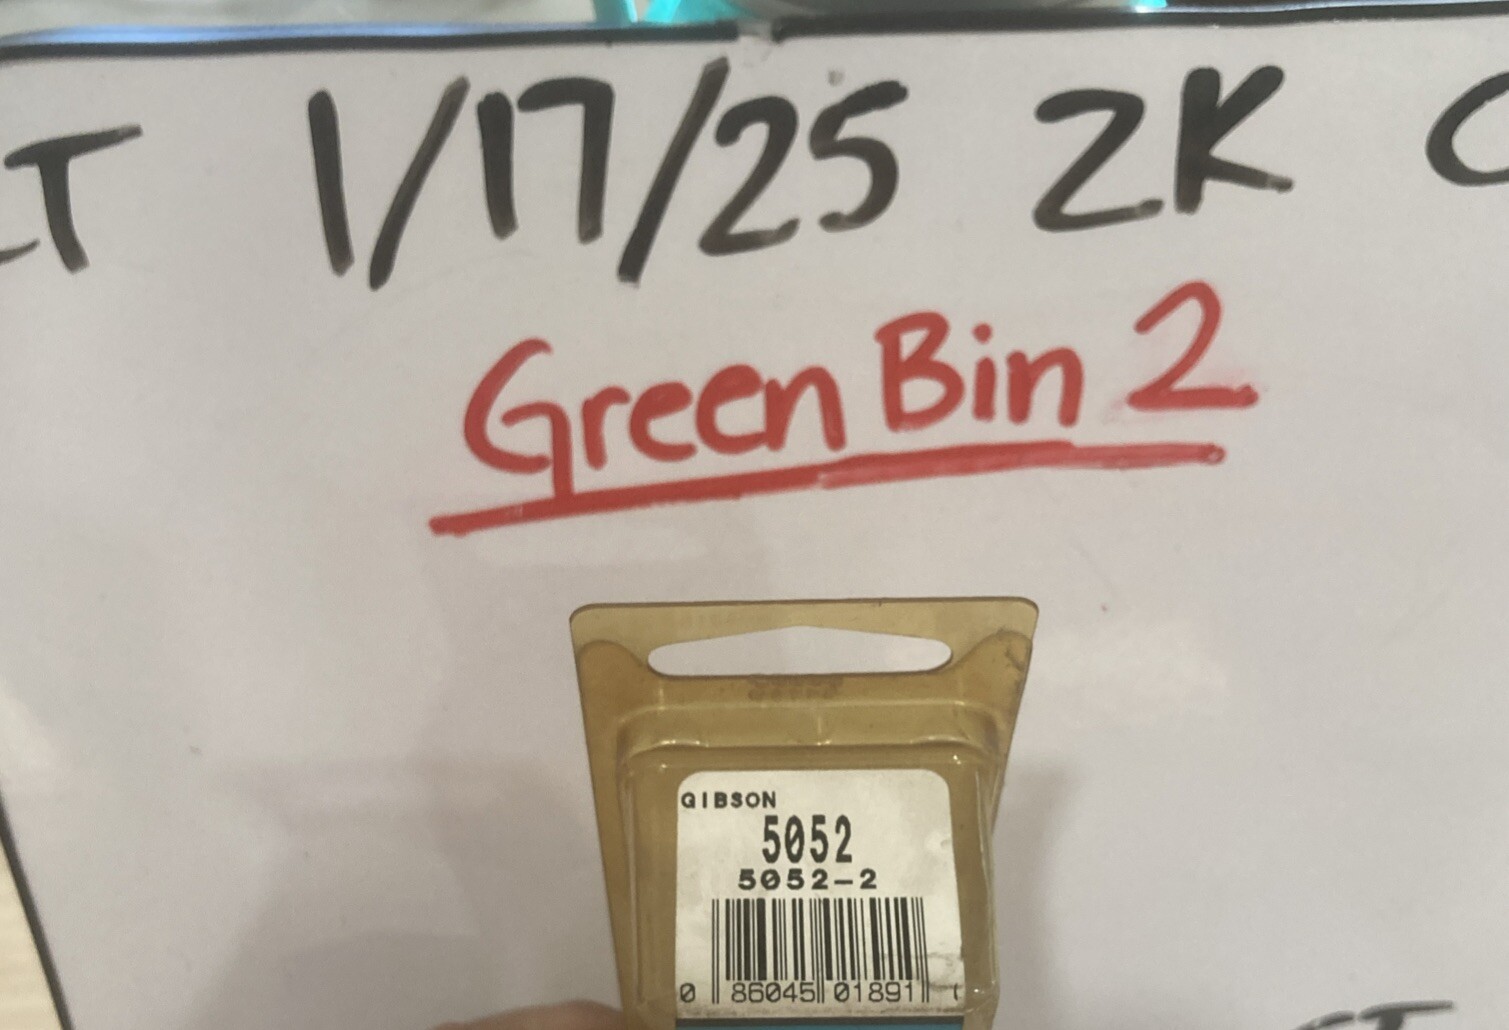 1/17/25 2K
Green Bin 2
GIBSON
5052
5052-2
0 86045 01891